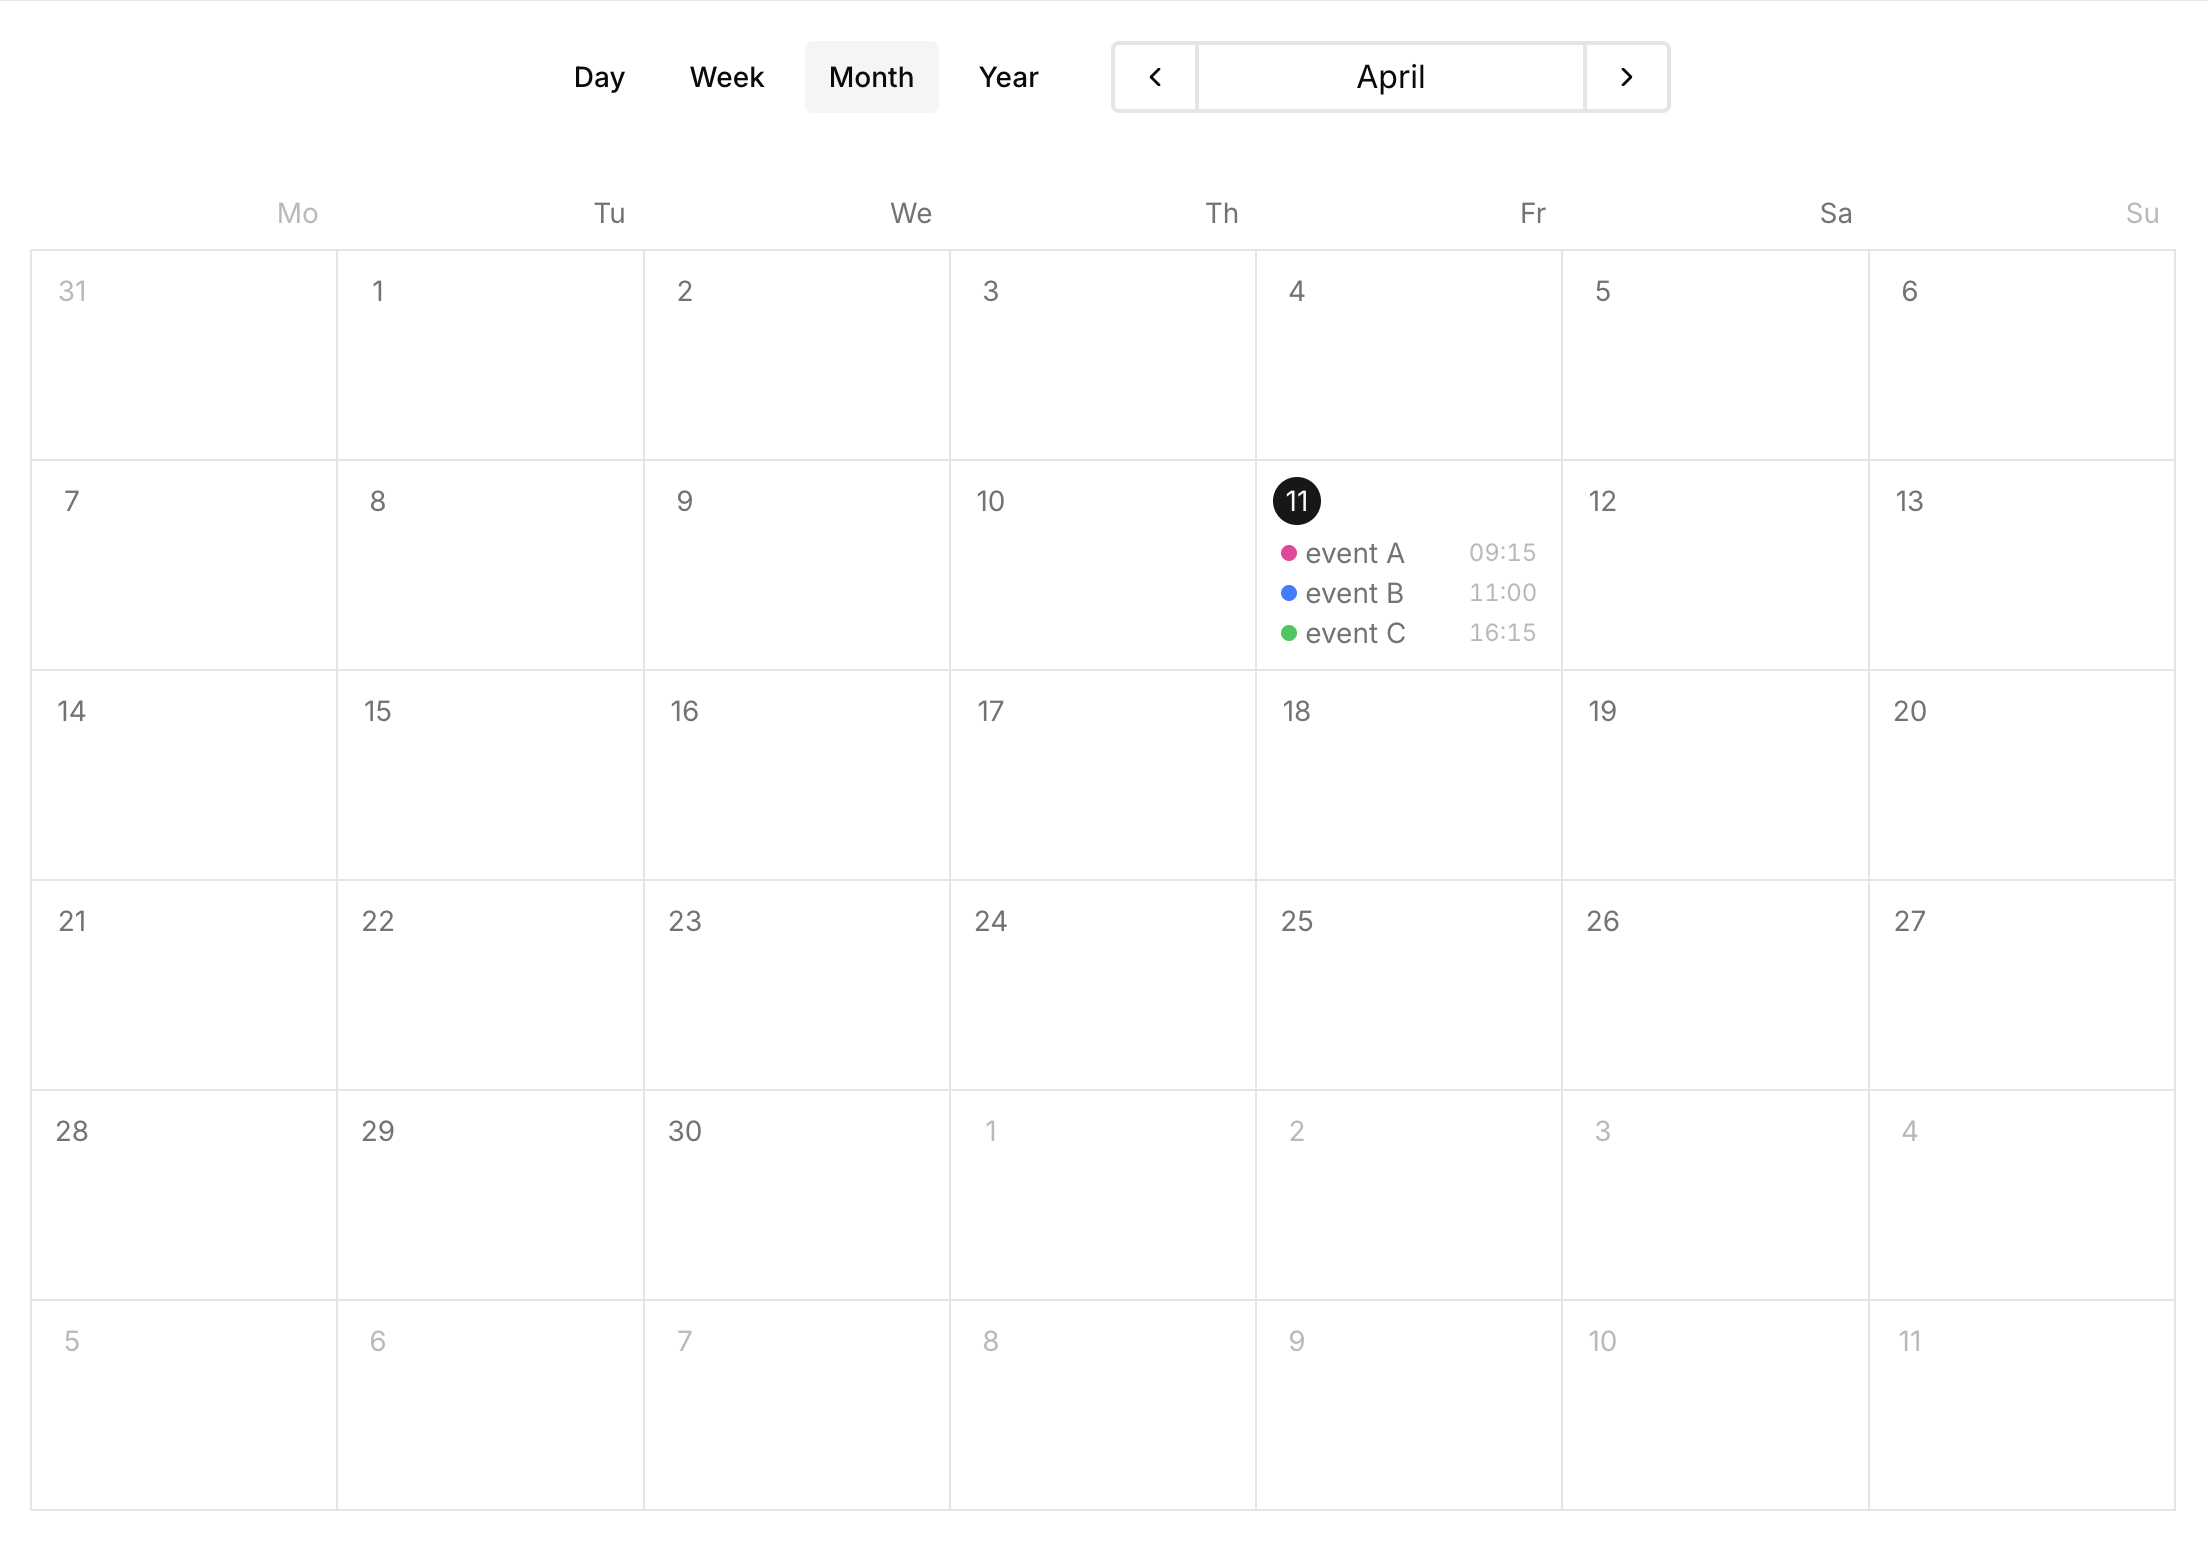 Day Week Month Year April
Mo Tu We Th Fr Sa Su
31 1 2 3 4 5 6
7 8 9 10 11 12 13
event A 09:15
event B 11:00
event C 16:15
14 15 16 17 18 19 20
21 22 23 24 25 26 27
28 29 30 1 2 3 4
5 6 7 8 9 10 11